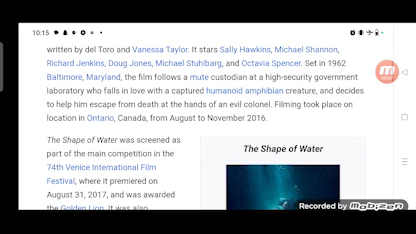 10:15
written by del Toro and Vanessa Taylor. It stars Sally Hawkins, Michael Shannon,
Richard Jenkins, Doug Jones, Michael Stuhlbarg, and Octavia Spencer. Set in 1962
Baltimore, Maryland, the film follows a mute custodian at a high-security government
laboratory who falls in love with a captured humanoid amphibian creature, and decides
to help him escape from death at the hands of an evil colonel. Filming took place on
location in Ontario, Canada, from August to November 2016.
The Shape of Water was screened as
part of the main competition in the
74th Venice International Film
Festival, where it premiered on
August 31, 2017, and was awarded
the Golden Lion. It was also
The Shape of Water
Recorded by
MOBIZEN